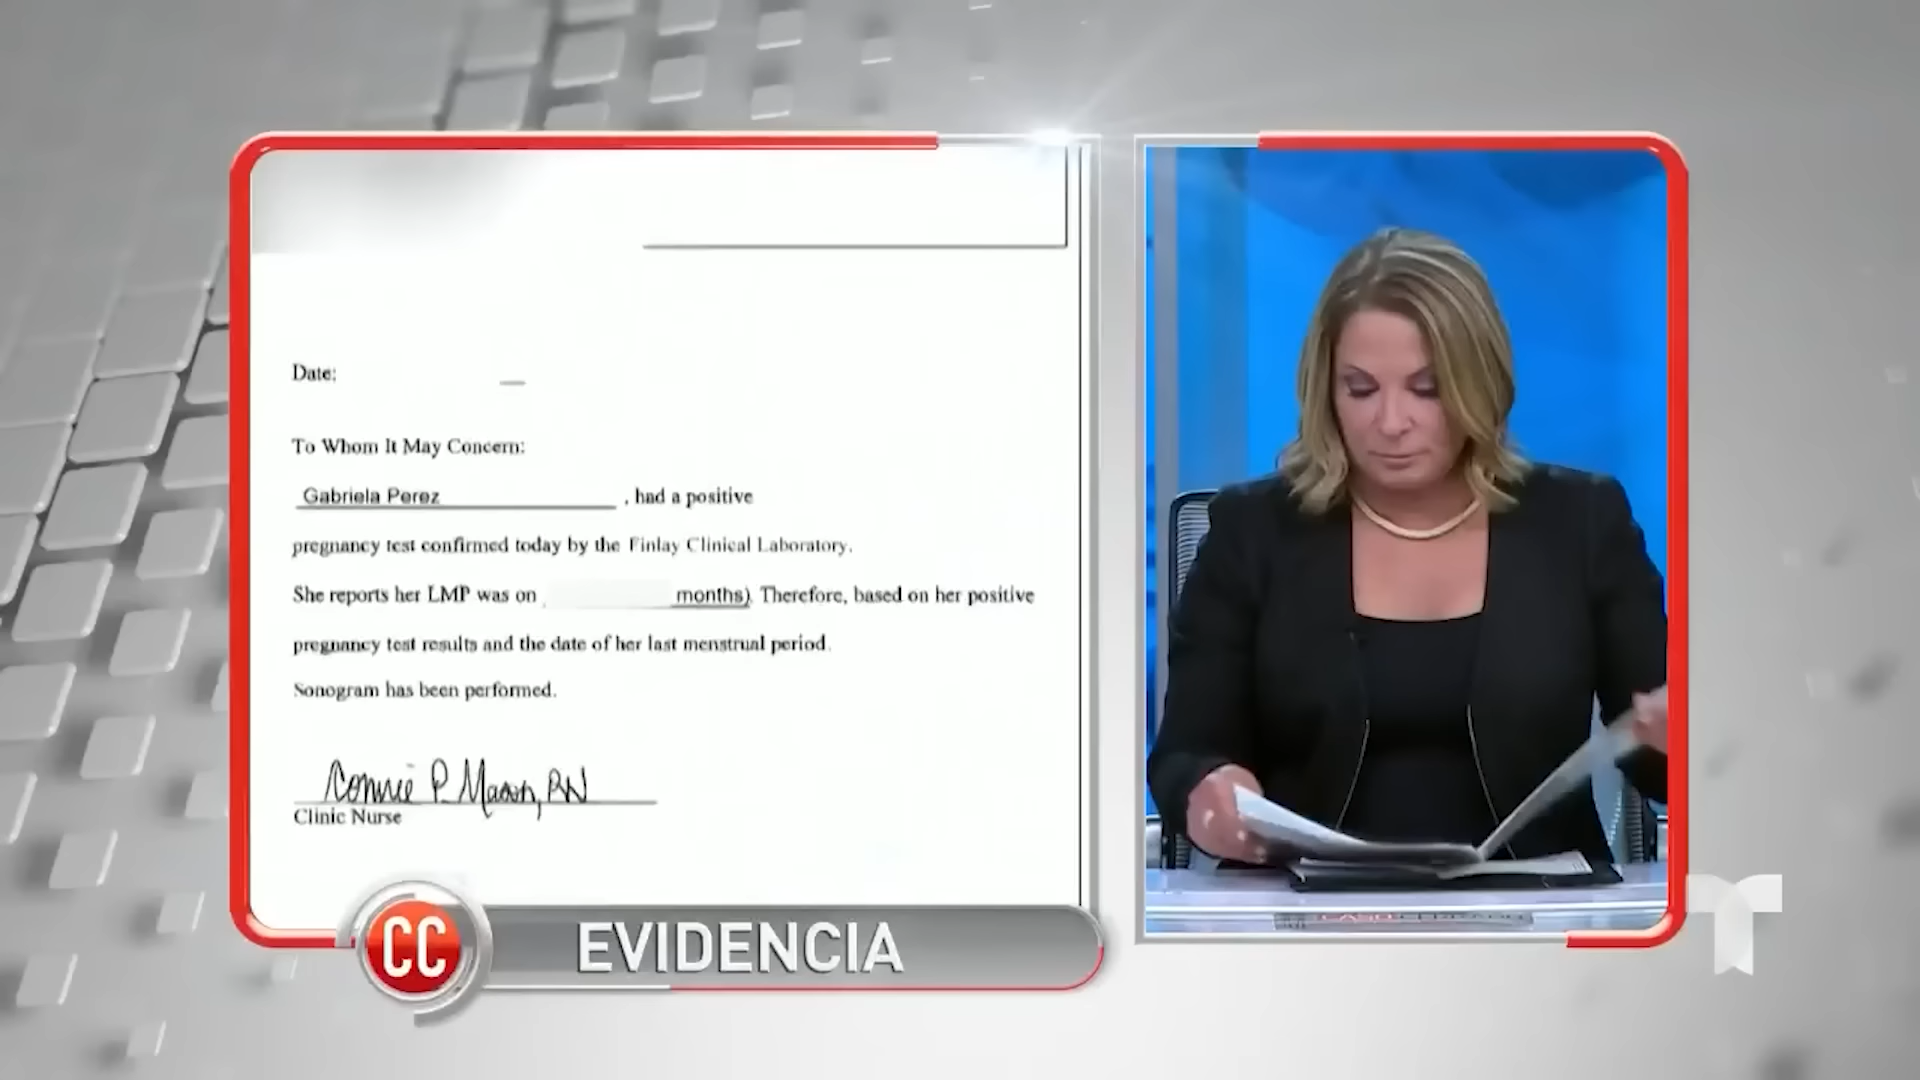 Date:
To Whom It May Concern:
Gabriela Perez , had a positive
pregnancy test confirmed today by the Finlay Clinical Laboratory.
She reports her LMP was on months). Therefore, based on her positive
pregnancy test results and the date of her last menstrual period.
Sonogram has been performed.
Connie P. Mason, RN
Clinic Nurse
CC EVIDENCIA
CASO CERRADO